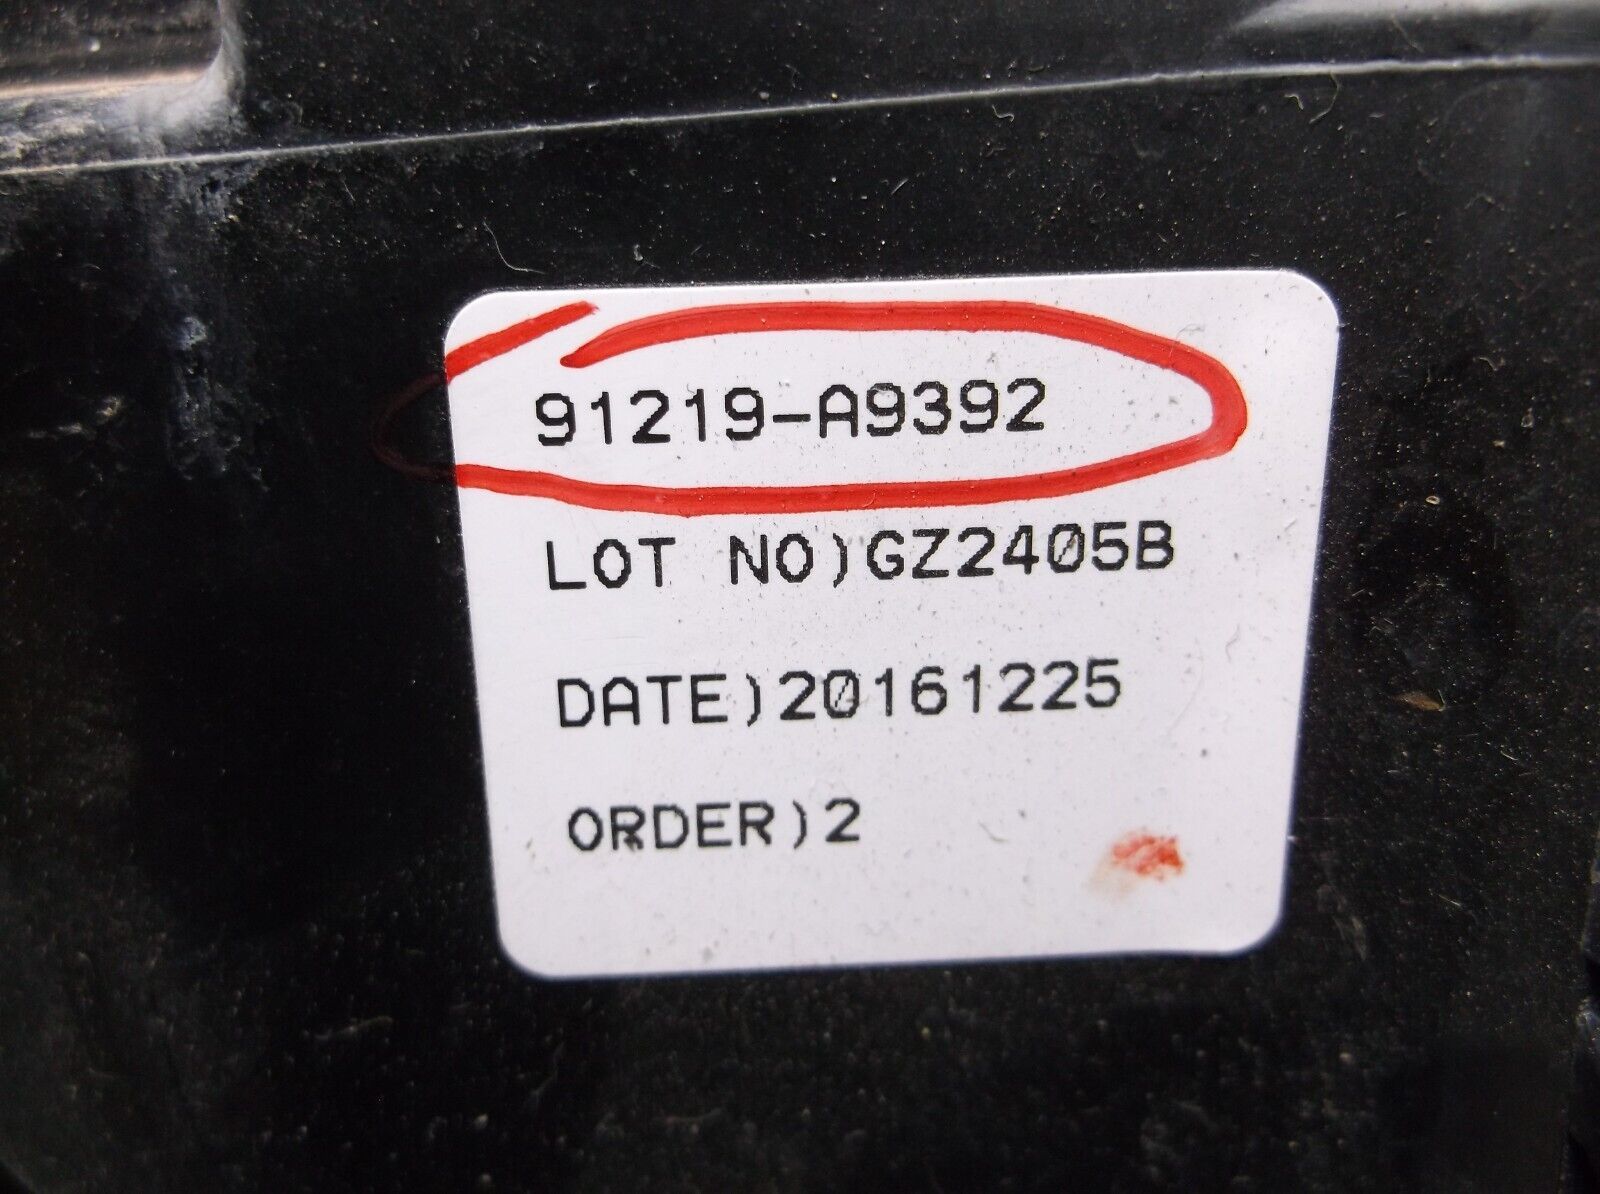 91219-A9392
LOT NO)GZ2405B
DATE)20161225
ORDER)2